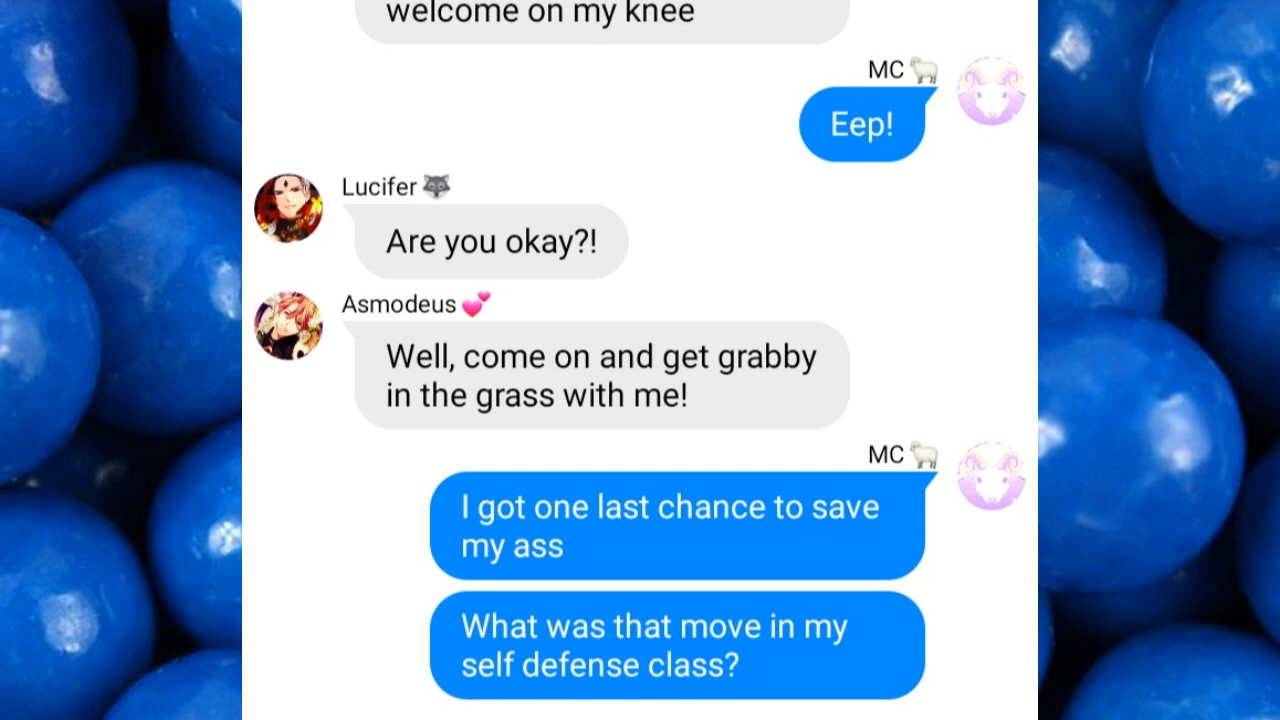 welcome on my knee
MC 🐑
Eep!
Lucifer 🐺
Are you okay?!
Asmodeus 💕
Well, come on and get grabby
in the grass with me!
MC 🐑
I got one last chance to save
my ass
What was that move in my
self defense class?